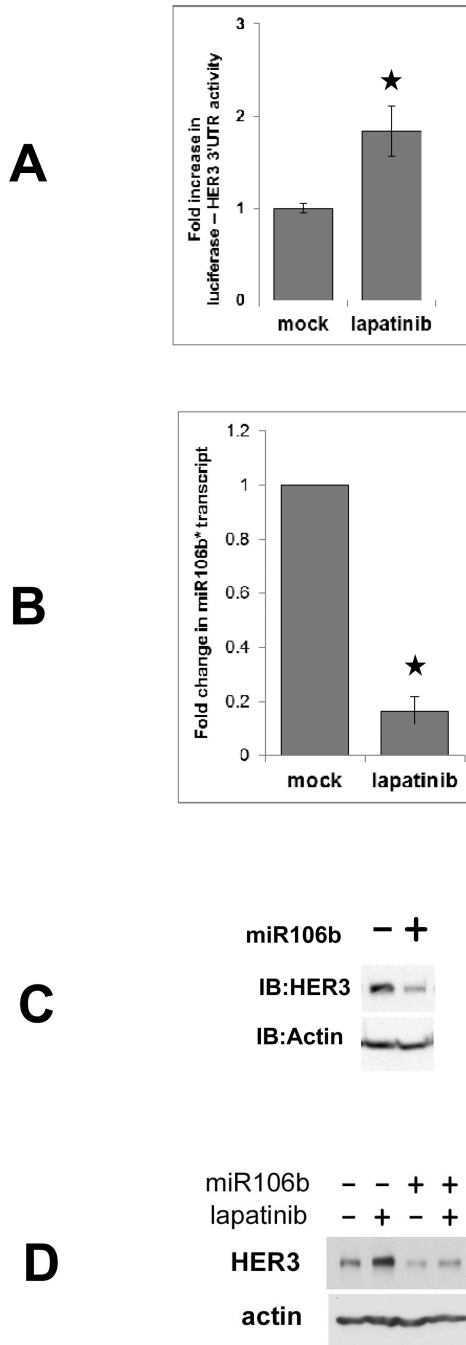 A
Fold increase in
luciferase – HER3 3'UTR activity
3
2
1
0
mock lapatinib
B
Fold change in miR106b* transcript
1.2
1
0.8
0.6
0.4
0.2
0
mock lapatinib
C
miR106b − +
IB:HER3
IB:Actin
D
miR106b − − + +
lapatinib − + − +
HER3
actin